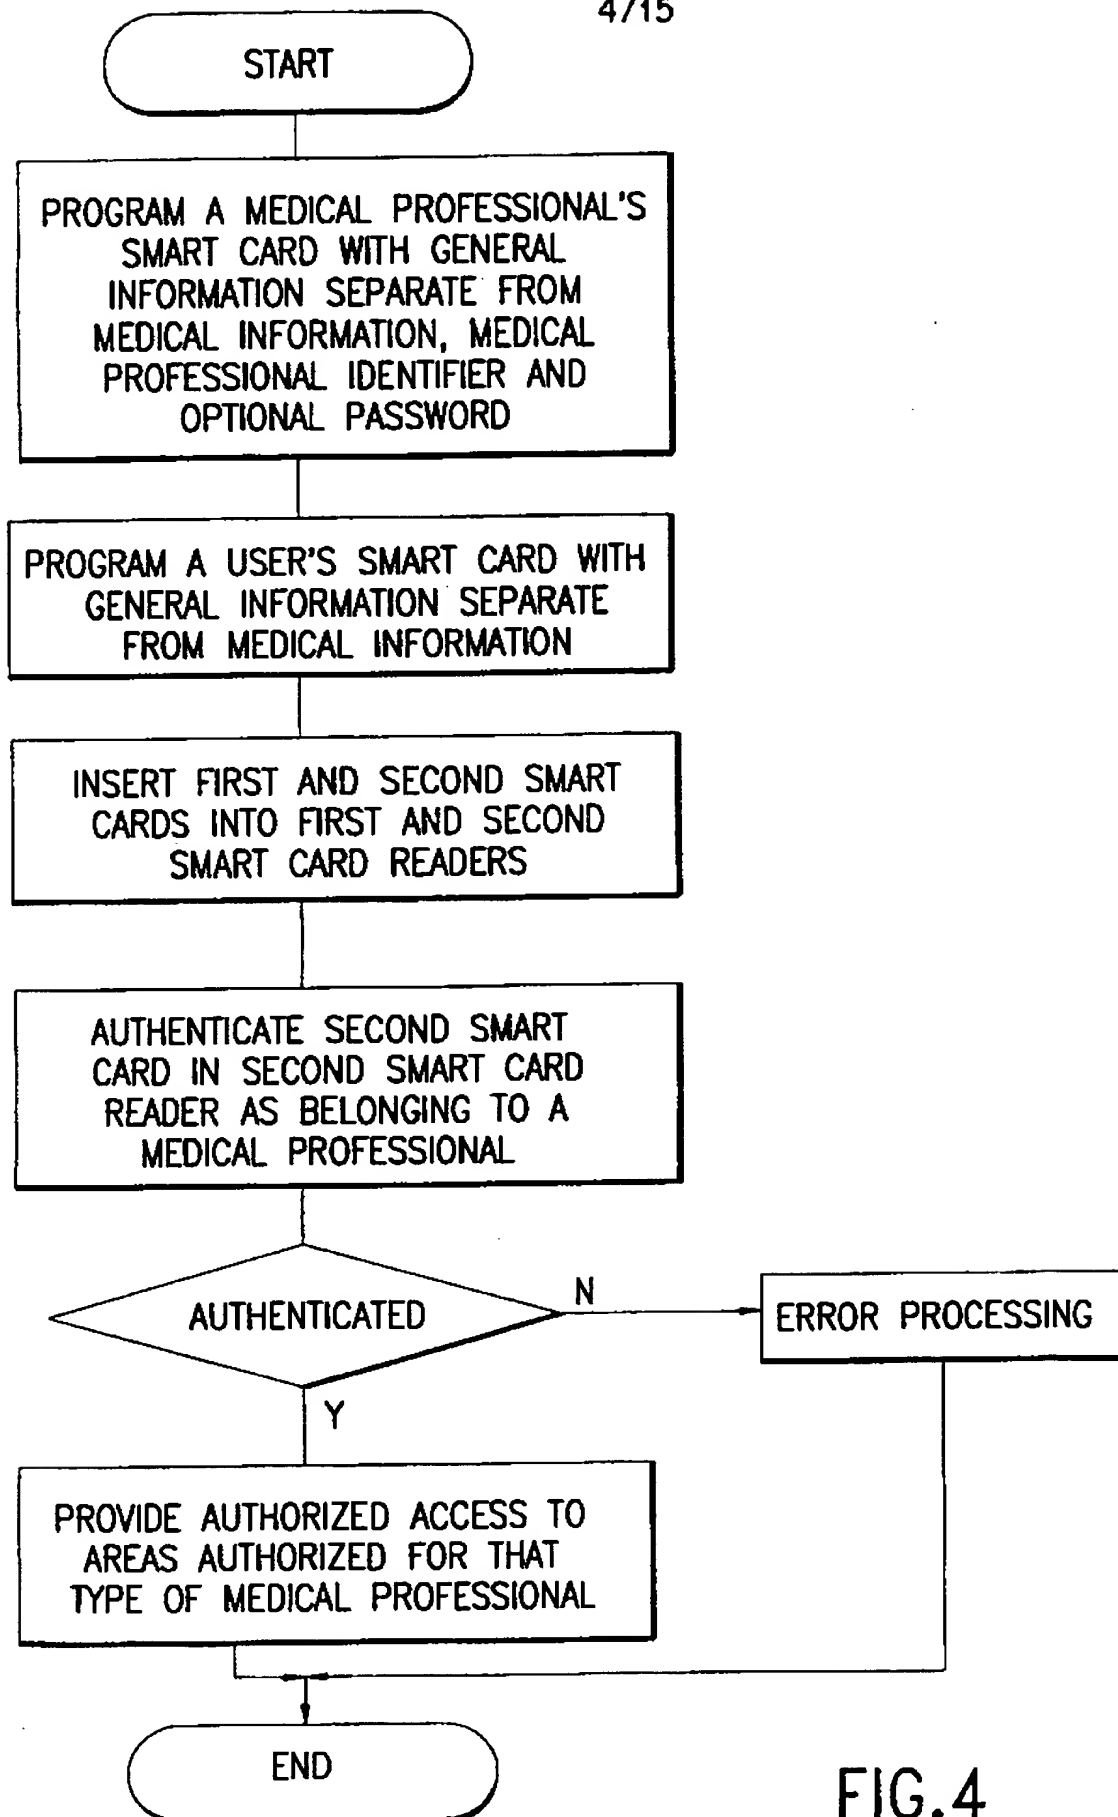 4/15
START
PROGRAM A MEDICAL PROFESSIONAL'S
SMART CARD WITH GENERAL
INFORMATION SEPARATE FROM
MEDICAL INFORMATION, MEDICAL
PROFESSIONAL IDENTIFIER AND
OPTIONAL PASSWORD
PROGRAM A USER'S SMART CARD WITH
GENERAL INFORMATION SEPARATE
FROM MEDICAL INFORMATION
INSERT FIRST AND SECOND SMART
CARDS INTO FIRST AND SECOND
SMART CARD READERS
AUTHENTICATE SECOND SMART
CARD IN SECOND SMART CARD
READER AS BELONGING TO A
MEDICAL PROFESSIONAL
AUTHENTICATED
N
ERROR PROCESSING
Y
PROVIDE AUTHORIZED ACCESS TO
AREAS AUTHORIZED FOR THAT
TYPE OF MEDICAL PROFESSIONAL
END
FIG.4